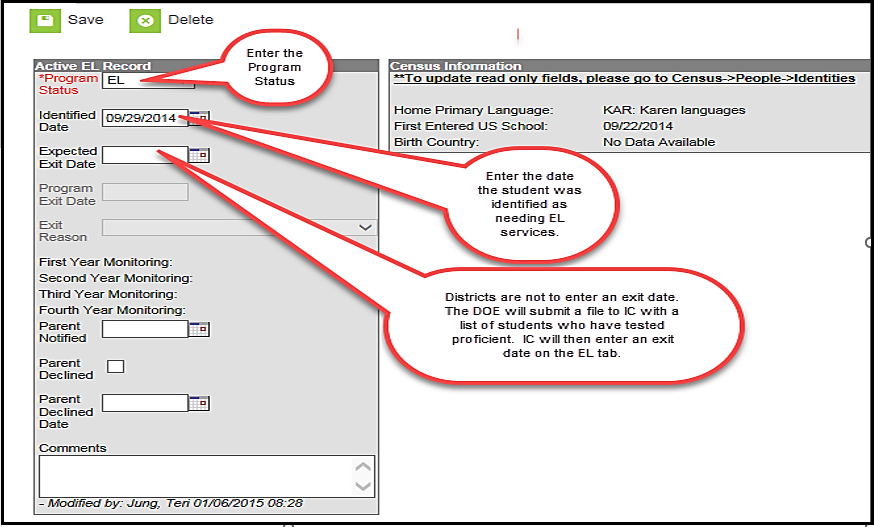 Save Delete
Active EL Record
*Program
Status
EL
Identified
Date
09/29/2014
Expected
Exit Date
Program
Exit Date
Exit
Reason
First Year Monitoring:
Second Year Monitoring:
Third Year Monitoring:
Fourth Year Monitoring:
Parent
Notified
Parent
Declined
Parent
Declined
Date
Comments
- Modified by: Jung, Teri 01/06/2015 08:28
Enter the
Program
Status
Census Information
**To update read only fields, please go to Census->People->Identities
Home Primary Language: KAR: Karen languages
First Entered US School: 09/22/2014
Birth Country: No Data Available
Enter the date
the student was
identified as
needing EL
services.
Districts are not to enter an exit date.
The DOE will submit a file to IC with a
list of students who have tested
proficient. IC will then enter an exit
date on the EL tab.